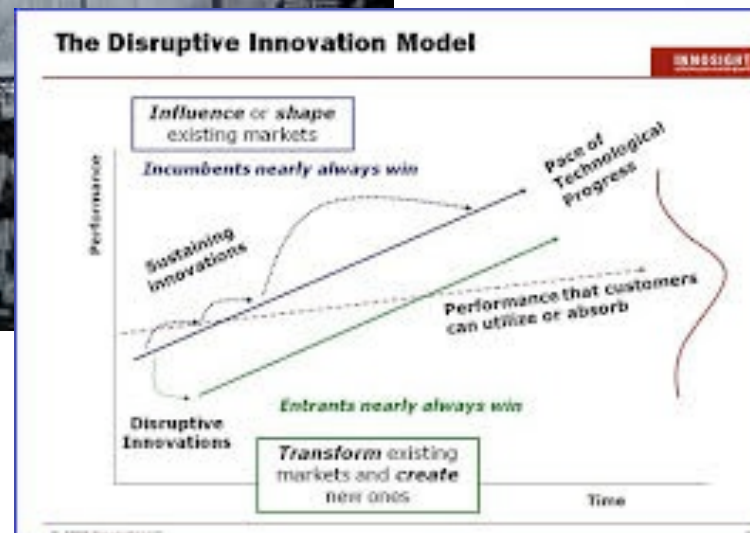 The Disruptive Innovation Model
INNOSIGHT
Influence or shape
existing markets
Incumbents nearly always win
Pace of
Technological
Progress
Performance
Sustaining
Innovations
Performance that customers
can utilize or absorb
Entrants nearly always win
Disruptive
Innovations
Transform existing
markets and create
new ones
Time